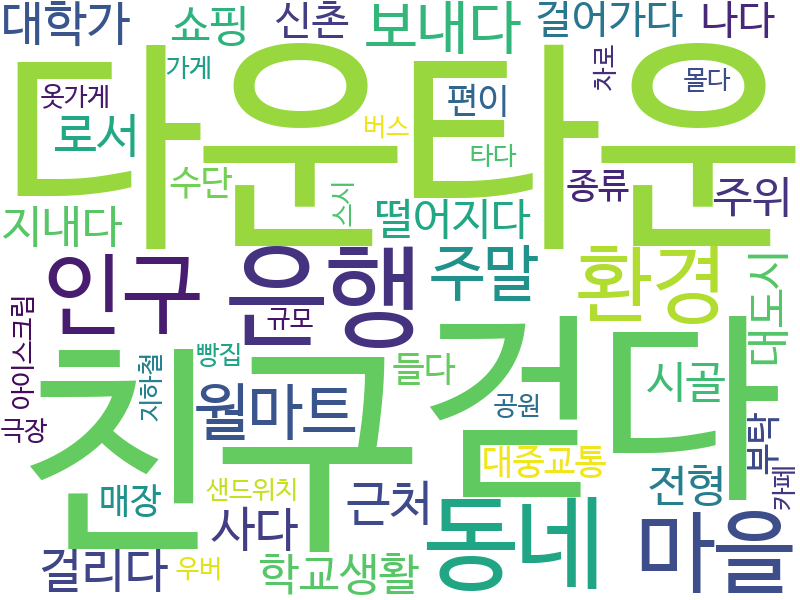 대학가 쇼핑 신촌 보내다 걸어가다 나다
가게 차로 몰다
다운타운
옷가게 편이
로서 버스
타다
수단 종류
스시 주위
지내다 떨어지다
인구 운행 주말 환경
대도시
아이스크림 규모
빵집
친구 걷다
지하철 들다 시골
월마트 공원
극장 부탁
대중교통
매장 샌드위치 근처 전형 카페
사다 동네 마을
걸리다 우버 학교생활